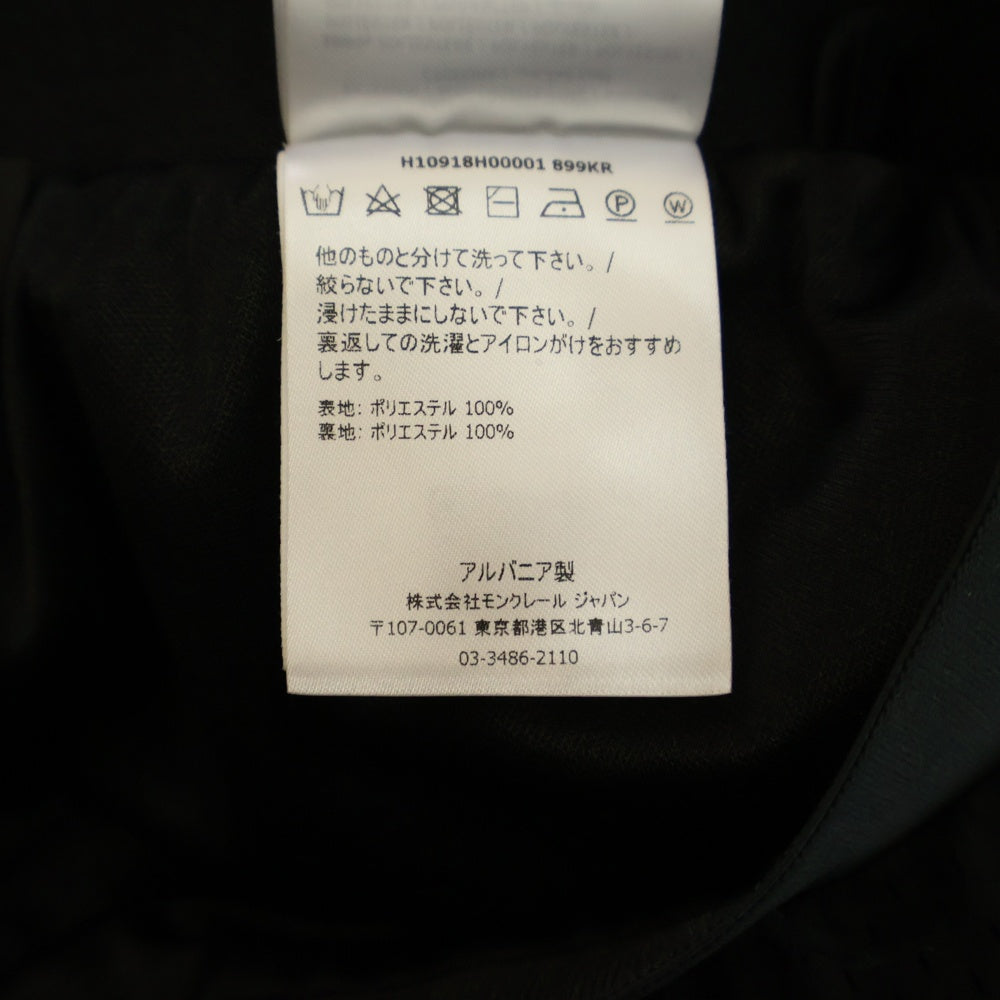 H10918H00001 899KR
P
W
他のものと分けて洗って下さい。/
絞らないで下さい。/
浸けたままにしないで下さい。/
裏返しての洗濯とアイロンがけをおすすめ
します。
表地: ポリエステル 100%
裏地: ポリエステル 100%
アルバニア製
株式会社モンクレール ジャパン
〒107-0061 東京都港区北青山3-6-7
03-3486-2110